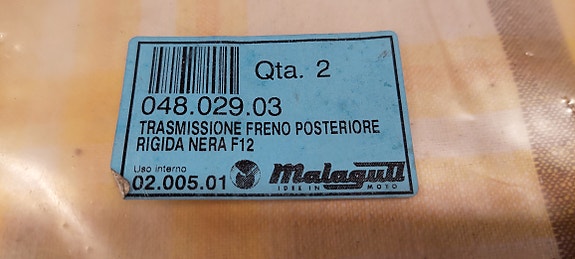 Qta. 2
048.029.03
TRASMISSIONE FRENO POSTERIORE
RIGIDA NERA F12
Uso interno
02.005.01
Malaguti
IDEE IN MOTO